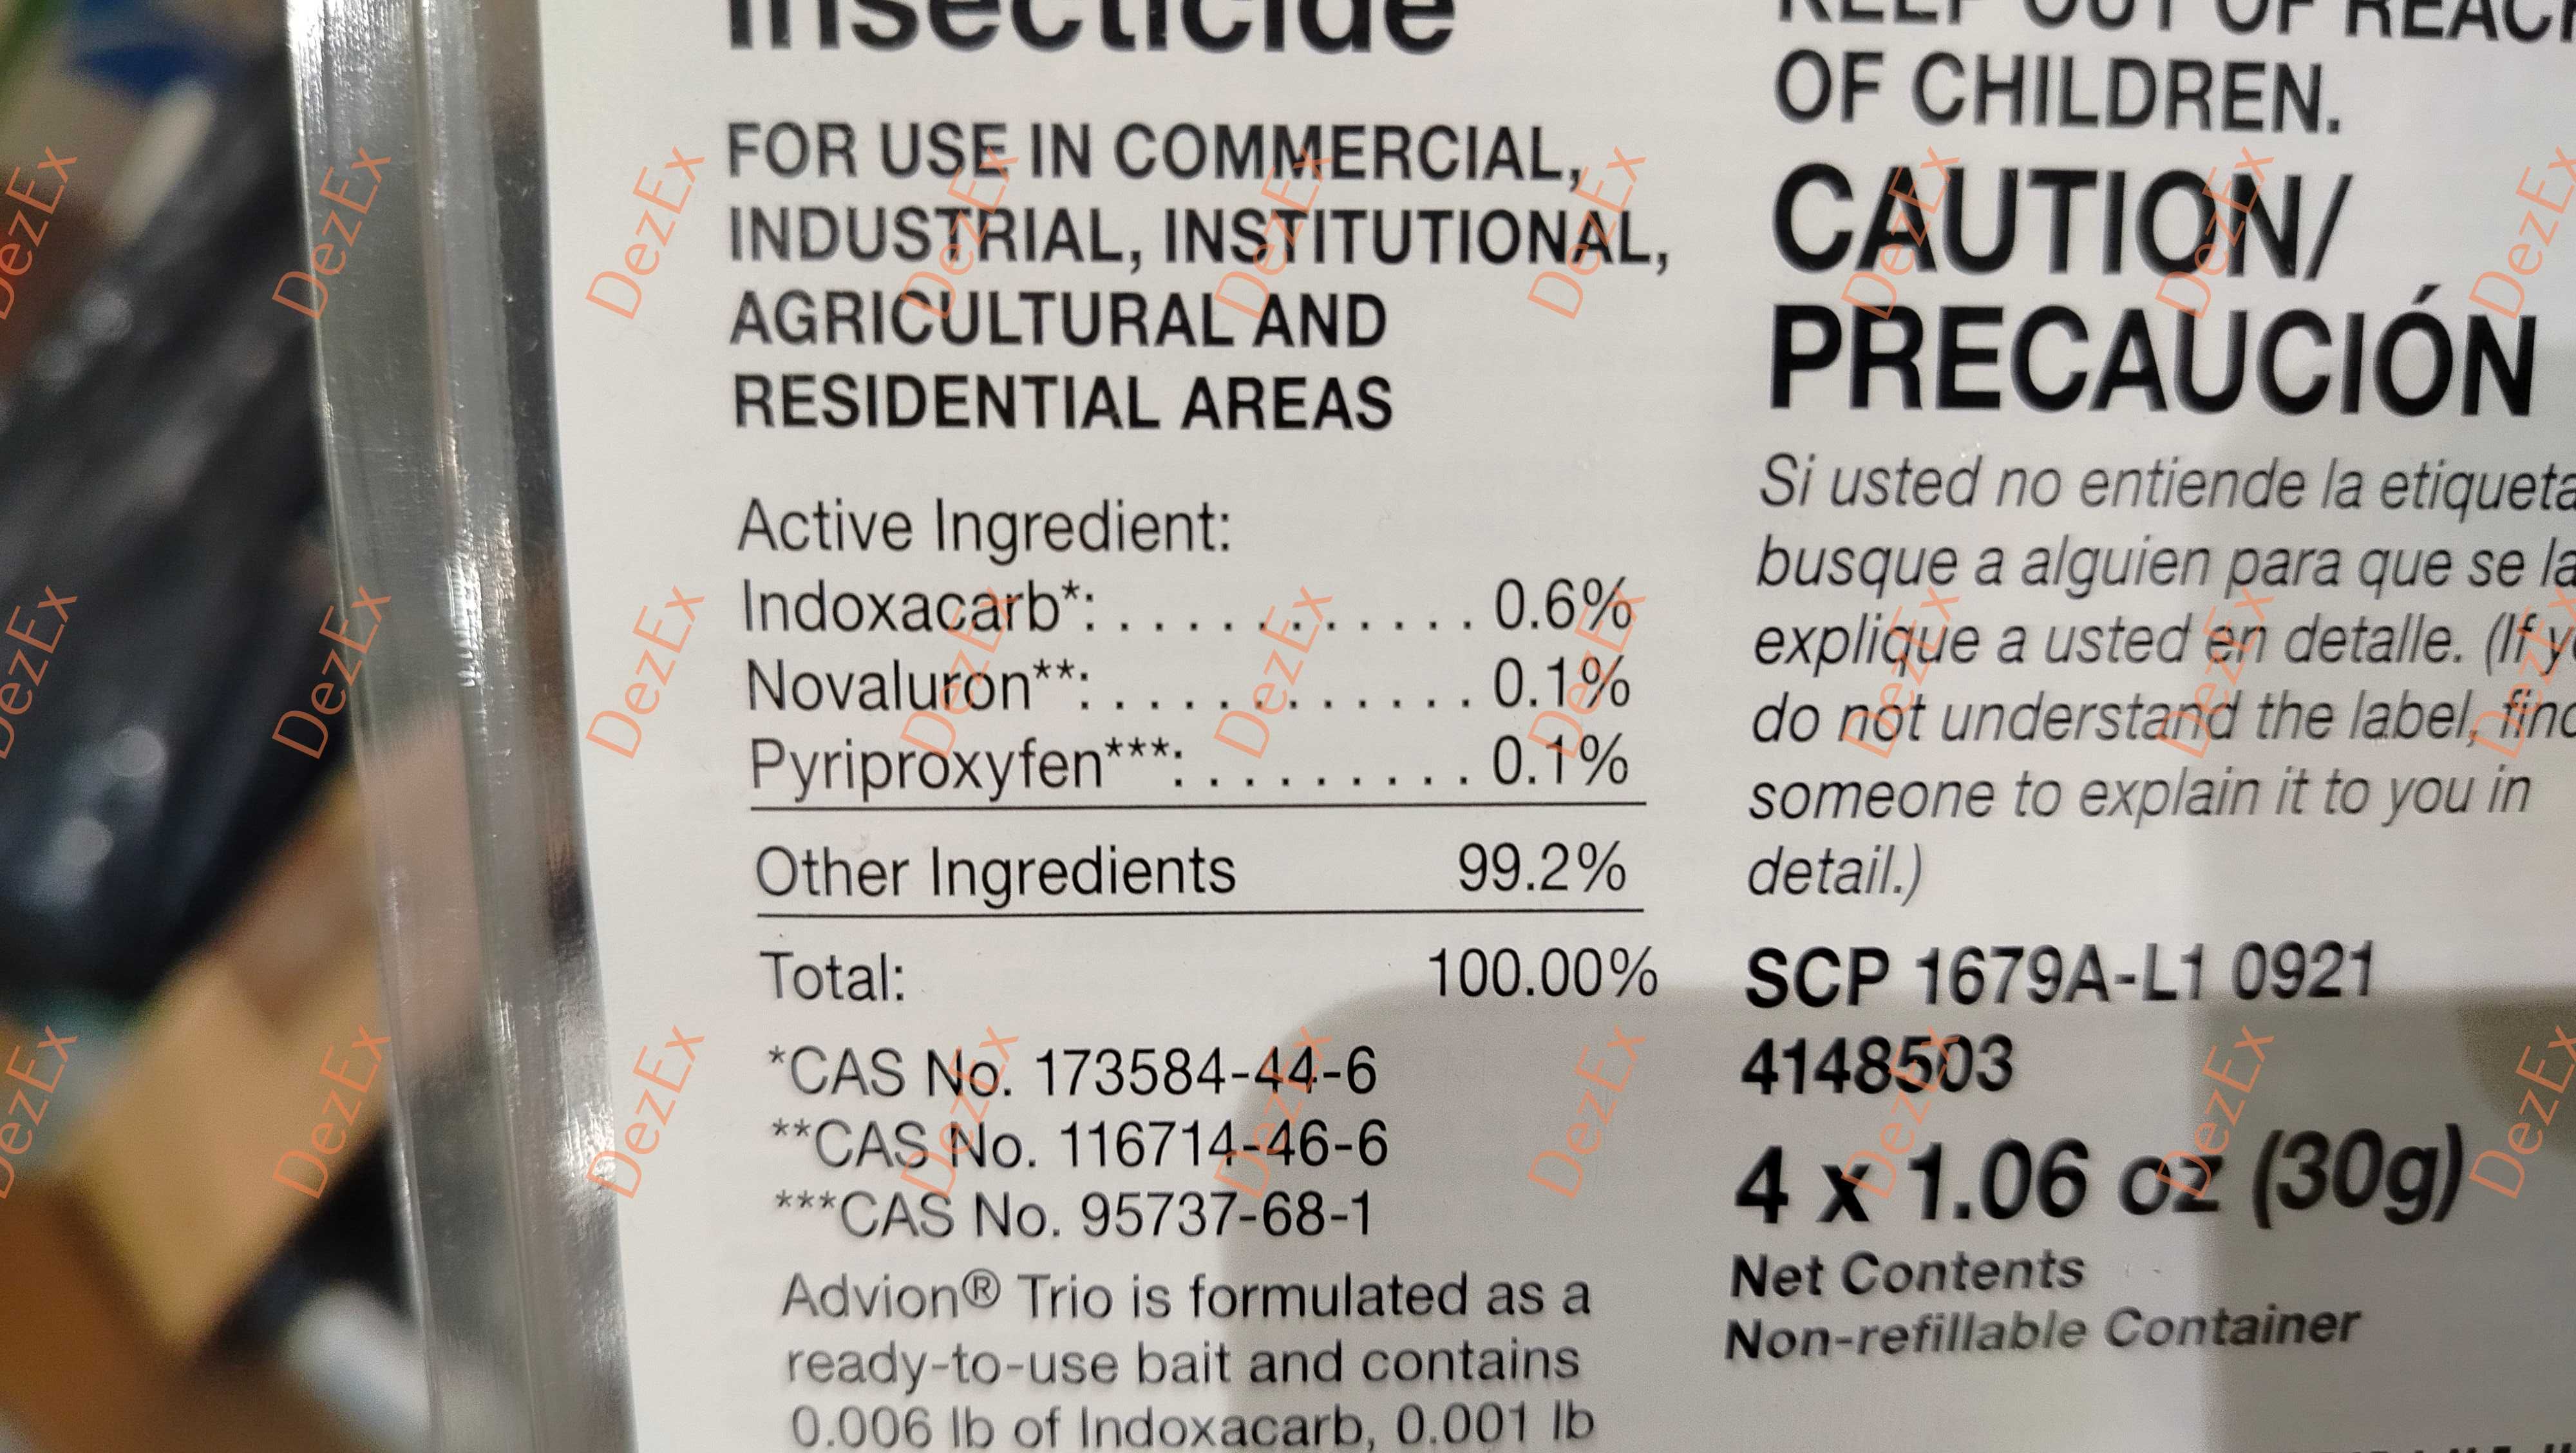 Insecticide
FOR USE IN COMMERCIAL,
INDUSTRIAL, INSTITUTIONAL,
AGRICULTURAL AND
RESIDENTIAL AREAS
Active Ingredient:
Indoxacarb*: . . . . . . . . . . . . 0.6%
Novaluron**: . . . . . . . . . . . . 0.1%
Pyriproxyfen***: . . . . . . . . . 0.1%
Other Ingredients 99.2%
Total: 100.00%
*CAS No. 173584-44-6
**CAS No. 116714-46-6
***CAS No. 95737-68-1
Advion® Trio is formulated as a
ready-to-use bait and contains
0.006 lb of Indoxacarb, 0.001 lb
KEEP OUT OF REACH
OF CHILDREN.
CAUTION/
PRECAUCIÓN
Si usted no entiende la etiqueta
busque a alguien para que se la
explique a usted en detalle. (If
do not understand the label, find
someone to explain it to you in
detail.)
SCP 1679A-L1 0921
4148503
4 x 1.06 oz (30g)
Net Contents
Non-refillable Container
DezEx